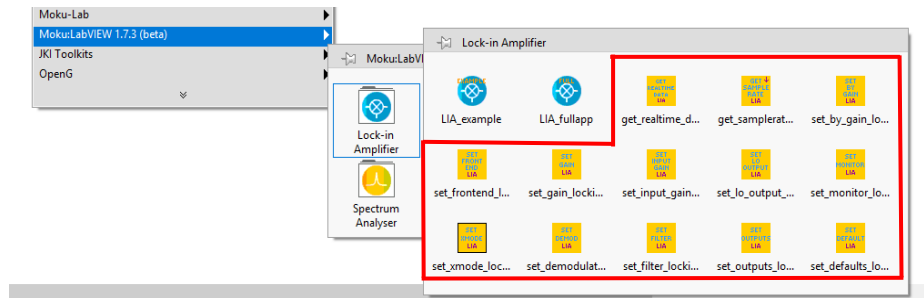 Moku-Lab
Moku:LabVIEW 1.7.3 (beta)
JKI Toolkits
OpenG
Moku:LabVI
Lock-in
Amplifier
Spectrum
Analyser
Lock-in Amplifier
GET
REALTIME
DATA
LIA
GET
SAMPLE
RATE
LIA
SET
BY
GAIN
LIA
LIA_example
LIA_fullapp
get_realtime_d...
get_samplerat...
set_by_gain_lo...
SET
FRONT
END
LIA
SET
GAIN
LIA
SET
INPUT
GAIN
LIA
SET
LO
OUTPUT
LIA
SET
MONITOR
LIA
set_frontend_l...
set_gain_locki...
set_input_gain...
set_lo_output_...
set_monitor_lo...
SET
XMODE
LIA
SET
DEMOD
LIA
SET
FILTER
LIA
SET
OUTPUTS
LIA
SET
DEFAULT
LIA
set_xmode_loc...
set_demodulat...
set_filter_locki...
set_outputs_lo...
set_defaults_lo...